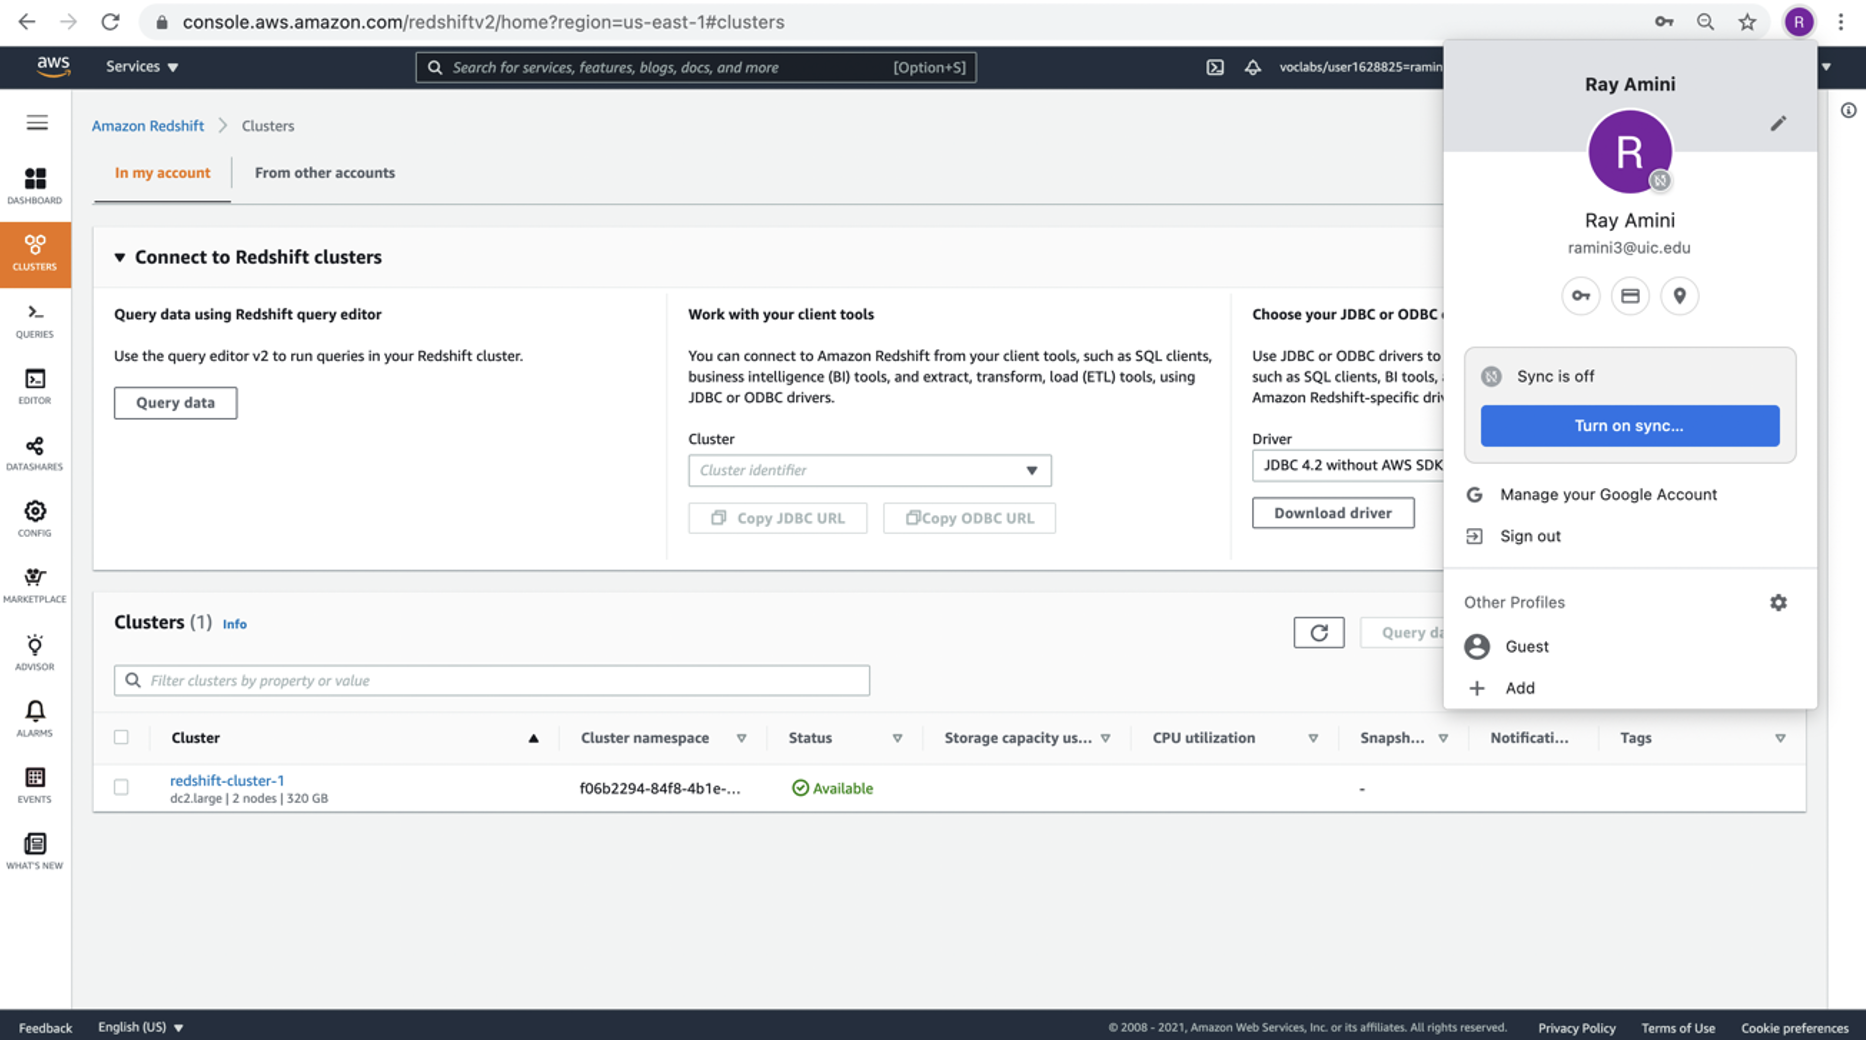 console.aws.amazon.com/redshiftv2/home?region=us-east-1#clusters
R
aws
Services
Search for services, features, blogs, docs, and more
[Option+S]
voclabs/user1628825=ramin
Amazon Redshift
Clusters
In my account
From other accounts
DASHBOARD
CLUSTERS
QUERIES
EDITOR
DATASHARES
CONFIG
MARKETPLACE
ADVISOR
ALARMS
EVENTS
WHAT'S NEW
Connect to Redshift clusters
Query data using Redshift query editor
Use the query editor v2 to run queries in your Redshift cluster.
Query data
Work with your client tools
You can connect to Amazon Redshift from your client tools, such as SQL clients,
business intelligence (BI) tools, and extract, transform, load (ETL) tools, using
JDBC or ODBC drivers.
Cluster
Cluster identifier
Copy JDBC URL
Copy ODBC URL
Choose your JDBC or ODBC
Use JDBC or ODBC drivers to
such as SQL clients, BI tools,
Amazon Redshift-specific driv
Driver
JDBC 4.2 without AWS SDK
Download driver
Ray Amini
R
Ray Amini
ramini3@uic.edu
Sync is off
Turn on sync...
G Manage your Google Account
Sign out
Other Profiles
Guest
Add
Clusters (1) Info
Query da
Filter clusters by property or value
Cluster
Cluster namespace
Status
Storage capacity us...
CPU utilization
Snapsh...
Notificati...
Tags
redshift-cluster-1
dc2.large | 2 nodes | 320 GB
f06b2294-84f8-4b1e-...
Available
-
Feedback
English (US)
© 2008 - 2021, Amazon Web Services, Inc. or its affiliates. All rights reserved.
Privacy Policy
Terms of Use
Cookie preferences